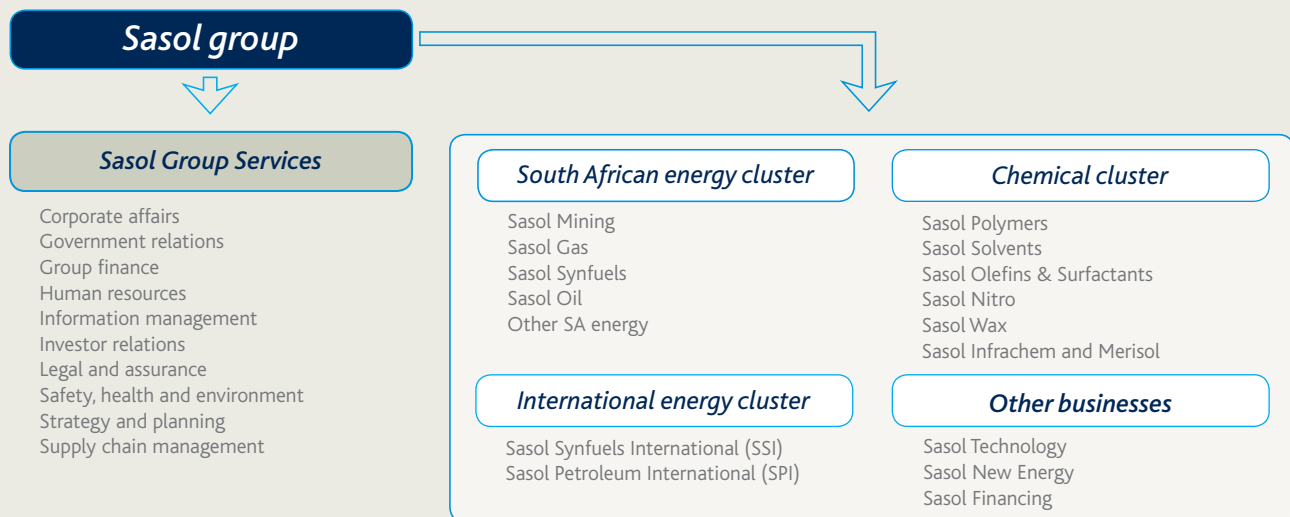 Sasol group
Sasol Group Services
Corporate affairs
Government relations
Group finance
Human resources
Information management
Investor relations
Legal and assurance
Safety, health and environment
Strategy and planning
Supply chain management
South African energy cluster
Sasol Mining
Sasol Gas
Sasol Synfuels
Sasol Oil
Other SA energy
Chemical cluster
Sasol Polymers
Sasol Solvents
Sasol Olefins & Surfactants
Sasol Nitro
Sasol Wax
Sasol Infrachem and Merisol
International energy cluster
Sasol Synfuels International (SSI)
Sasol Petroleum International (SPI)
Other businesses
Sasol Technology
Sasol New Energy
Sasol Financing